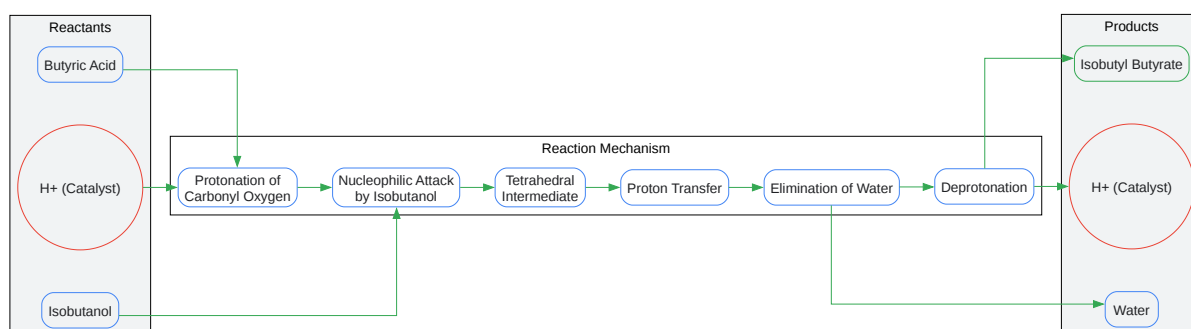 Reactants
Products
Butyric Acid
Isobutyl Butyrate
Reaction Mechanism
H+ (Catalyst)
Protonation of
Carbonyl Oxygen
Nucleophilic Attack
by Isobutanol
Tetrahedral
Intermediate
Proton Transfer
Elimination of Water
Deprotonation
H+ (Catalyst)
Isobutanol
Water